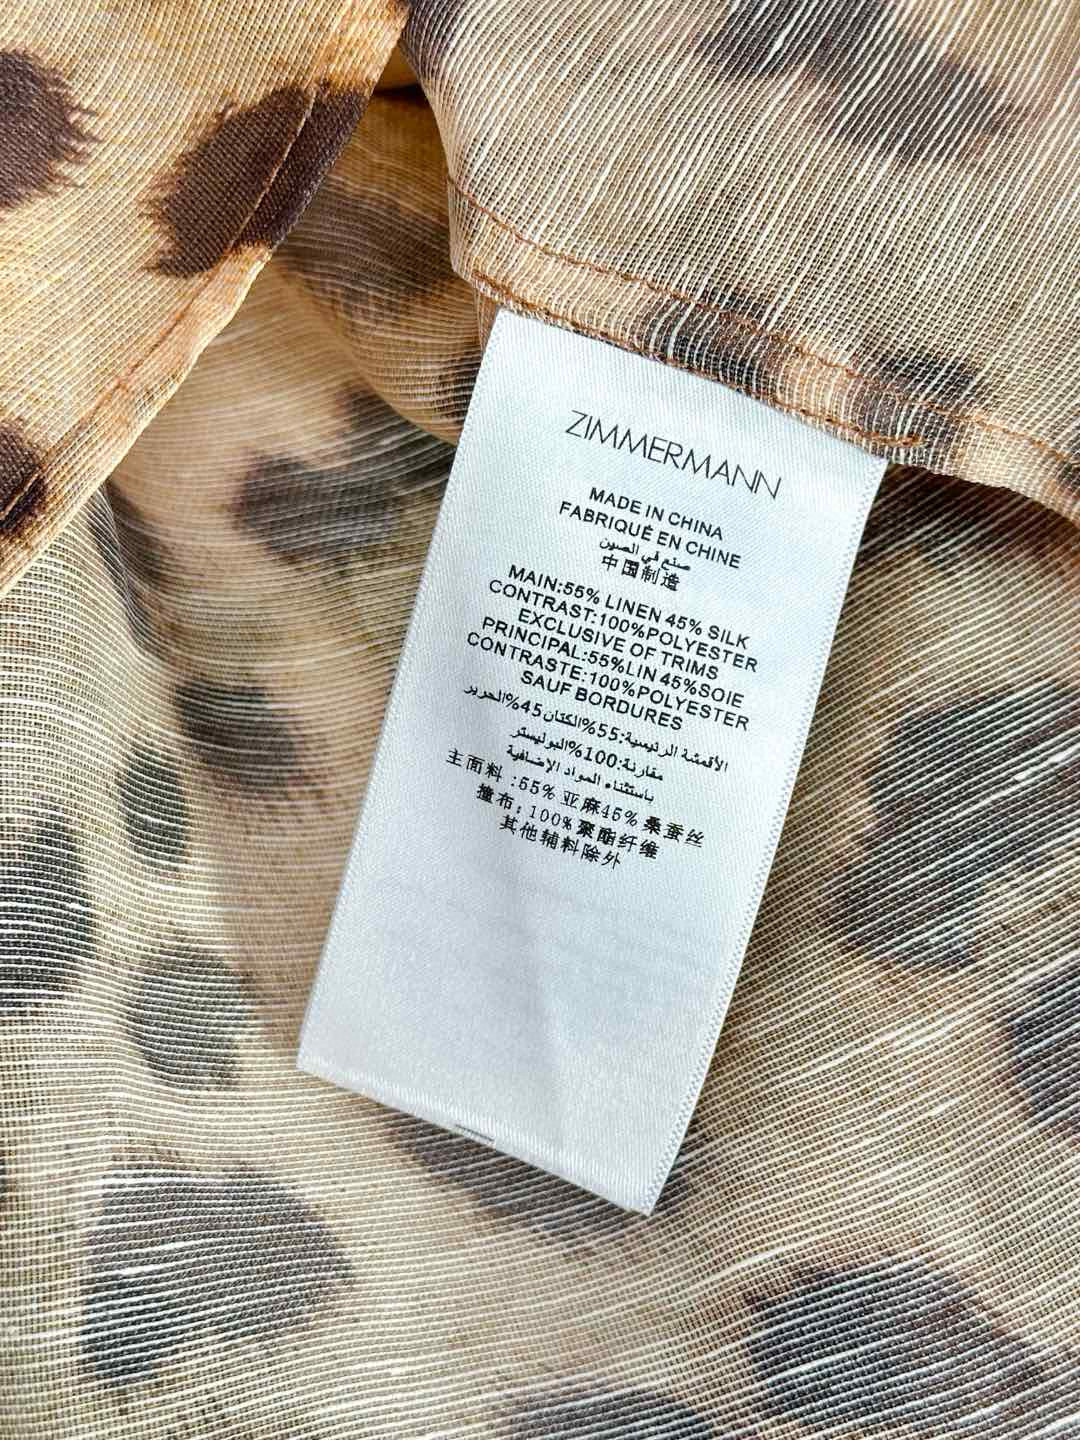 ZIMMERMANN
MADE IN CHINA
FABRIQUÉ EN CHINE
صنع في الصين
中国制造
MAIN:55% LINEN 45% SILK
CONTRAST:100%POLYESTER
EXCLUSIVE OF TRIMS
PRINCIPAL:55%LIN 45%SOIE
CONTRASTE:100%POLYESTER
SAUF BORDURES
الأقمشة الرئيسية:55%الكتان45%الحرير
مقارنة:100%البوليستر
باستثناء المواد الإضافية
主面料:55% 亚麻45% 桑蚕丝
撞布:100%聚酯纤维
其他辅料除外